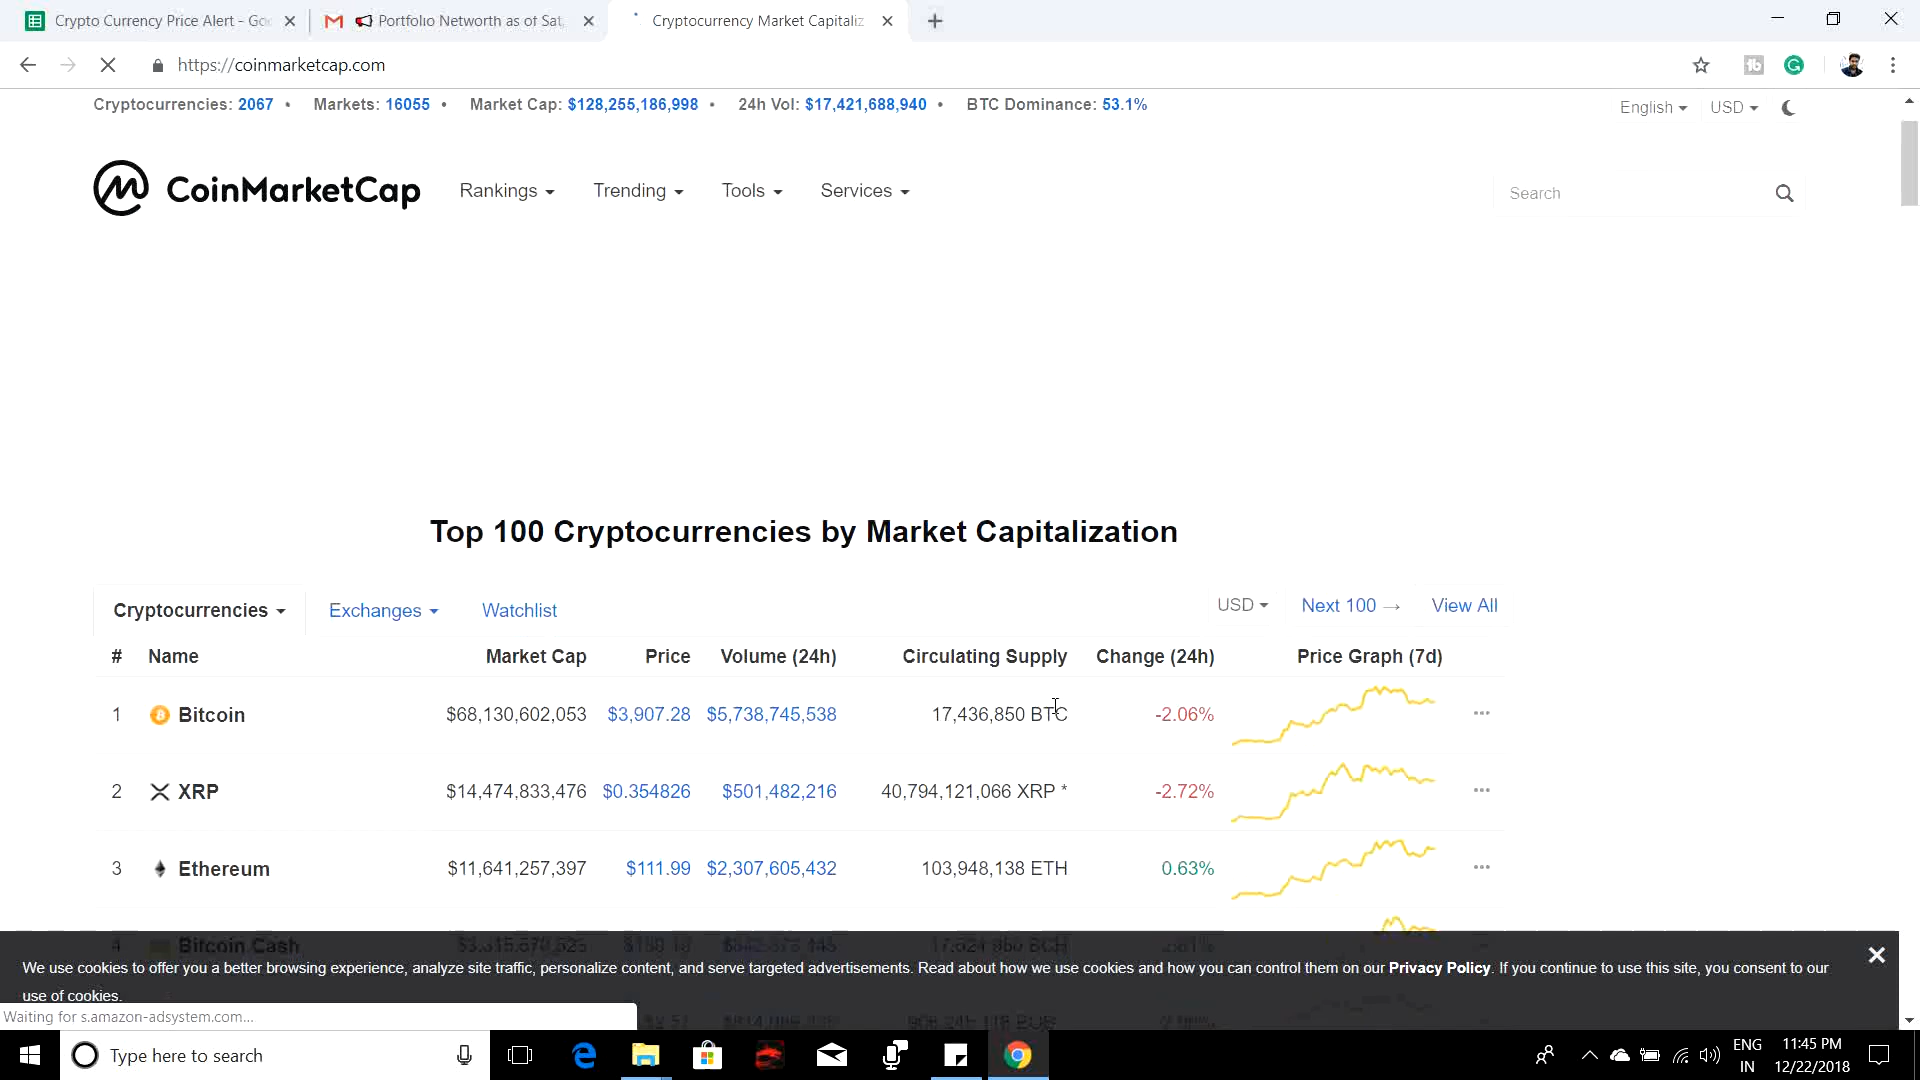 Crypto Currency Price Alert - Go
Portfolio Networth as of Sat,
Cryptocurrency Market Capitaliz
https://coinmarketcap.com
Cryptocurrencies: 2067 • Markets: 16055 • Market Cap: $128,255,186,998 • 24h Vol: $17,421,688,940 • BTC Dominance: 53.1%
English USD
CoinMarketCap Rankings Trending Tools Services
Search
Top 100 Cryptocurrencies by Market Capitalization
Cryptocurrencies Exchanges Watchlist USD Next 100 → View All
# Name Market Cap Price Volume (24h) Circulating Supply Change (24h) Price Graph (7d)
1 Bitcoin $68,130,602,053 $3,907.28 $5,738,745,538 17,436,850 BTC -2.06%
2 XRP $14,474,833,476 $0.354826 $501,482,216 40,794,121,066 XRP * -2.72%
3 Ethereum $11,641,257,397 $111.99 $2,307,605,432 103,948,138 ETH 0.63%
4 Bitcoin Cash
We use cookies to offer you a better browsing experience, analyze site traffic, personalize content, and serve targeted advertisements. Read about how we use cookies and how you can control them on our Privacy Policy. If you continue to use this site, you consent to our
use of cookies.
Waiting for s.amazon-adsystem.com...
Type here to search
ENG
IN
11:45 PM
12/22/2018